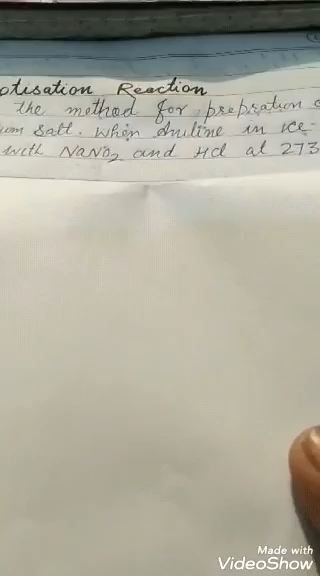 otisation Reaction
the method for prepration o
um salt. When Aniline in ice-
with NaNO2 and HCl at 273
Made with
VideoShow